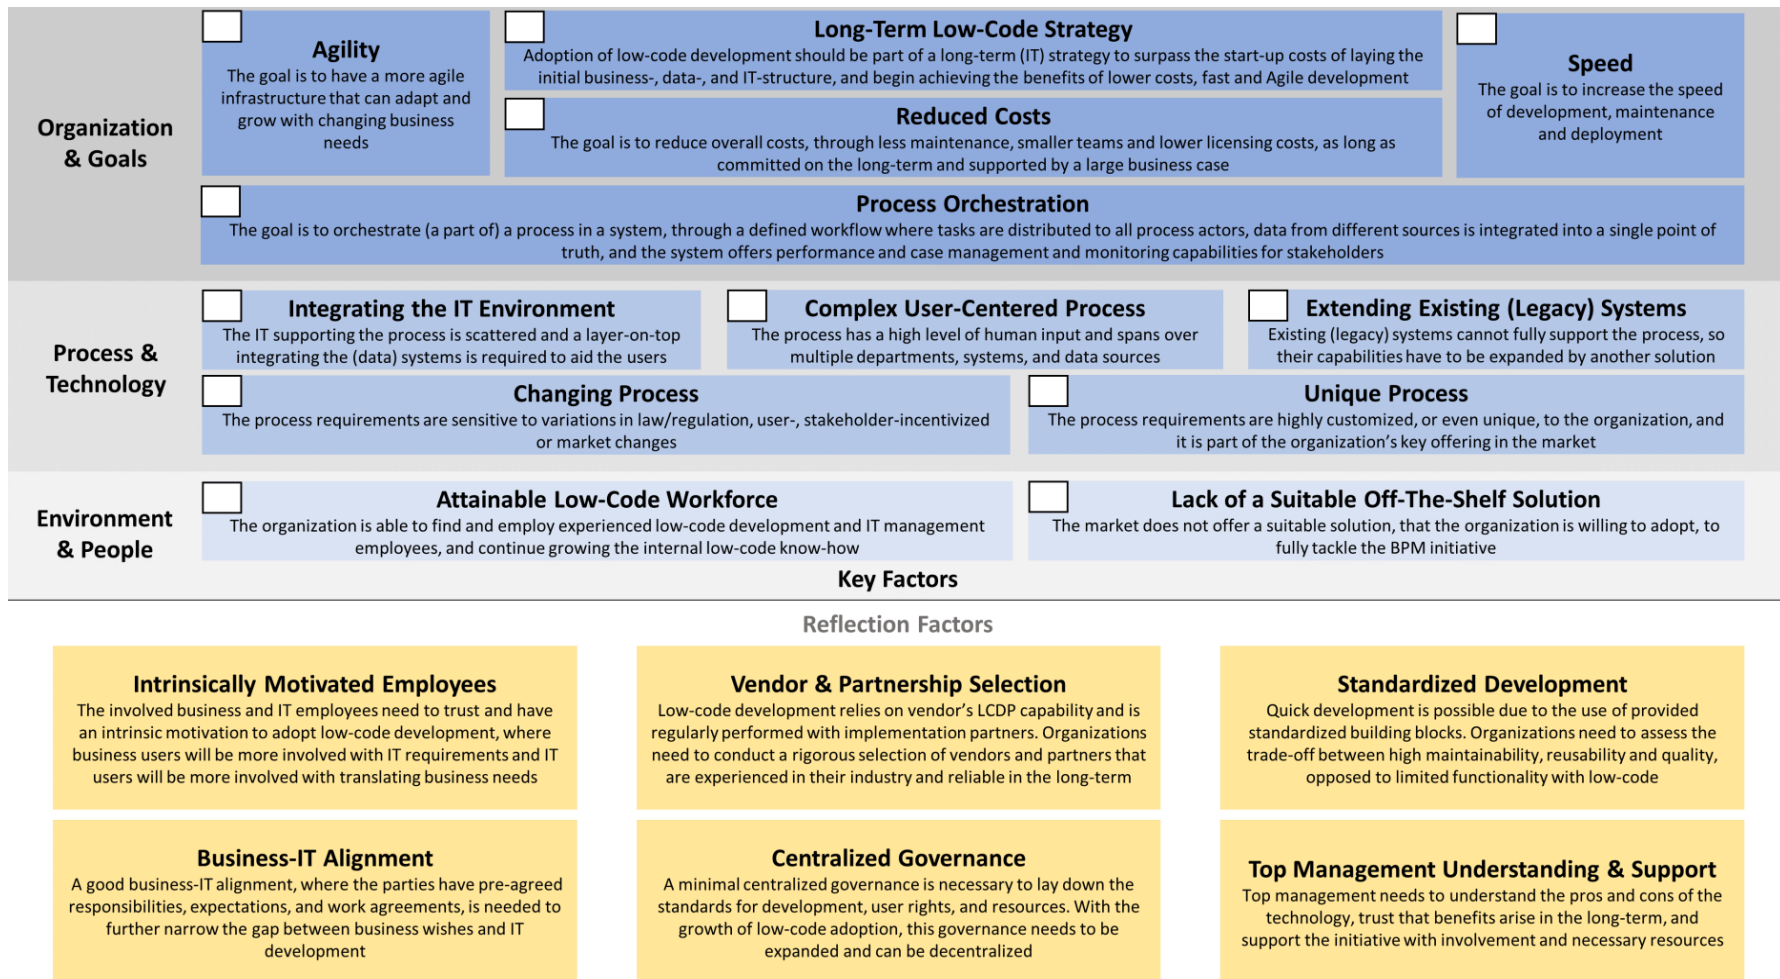 Organization
& Goals
Agility
The goal is to have a more agile
infrastructure that can adapt and
grow with changing business
needs
Long-Term Low-Code Strategy
Adoption of low-code development should be part of a long-term (IT) strategy to surpass the start-up costs of laying the
initial business-, data-, and IT-structure, and begin achieving the benefits of lower costs, fast and Agile development
Reduced Costs
The goal is to reduce overall costs, through less maintenance, smaller teams and lower licensing costs, as long as
committed on the long-term and supported by a large business case
Speed
The goal is to increase the speed
of development, maintenance
and deployment
Process Orchestration
The goal is to orchestrate (a part of) a process in a system, through a defined workflow where tasks are distributed to all process actors, data from different sources is integrated into a single point of
truth, and the system offers performance and case management and monitoring capabilities for stakeholders
Process &
Technology
Integrating the IT Environment
The IT supporting the process is scattered and a layer-on-top
integrating the (data) systems is required to aid the users
Complex User-Centered Process
The process has a high level of human input and spans over
multiple departments, systems, and data sources
Extending Existing (Legacy) Systems
Existing (legacy) systems cannot fully support the process, so
their capabilities have to be expanded by another solution
Changing Process
The process requirements are sensitive to variations in law/regulation, user-, stakeholder-incentivized
or market changes
Unique Process
The process requirements are highly customized, or even unique, to the organization, and
it is part of the organization's key offering in the market
Environment
& People
Attainable Low-Code Workforce
The organization is able to find and employ experienced low-code development and IT management
employees, and continue growing the internal low-code know-how
Lack of a Suitable Off-The-Shelf Solution
The market does not offer a suitable solution, that the organization is willing to adopt, to
fully tackle the BPM initiative
Key Factors
Reflection Factors
Intrinsically Motivated Employees
The involved business and IT employees need to trust and have
an intrinsic motivation to adopt low-code development, where
business users will be more involved with IT requirements and IT
users will be more involved with translating business needs
Vendor & Partnership Selection
Low-code development relies on vendor's LCDP capability and is
regularly performed with implementation partners. Organizations
need to conduct a rigorous selection of vendors and partners that
are experienced in their industry and reliable in the long-term
Standardized Development
Quick development is possible due to the use of provided
standardized building blocks. Organizations need to assess the
trade-off between high maintainability, reusability and quality,
opposed to limited functionality with low-code
Business-IT Alignment
A good business-IT alignment, where the parties have pre-agreed
responsibilities, expectations, and work agreements, is needed to
further narrow the gap between business wishes and IT
development
Centralized Governance
A minimal centralized governance is necessary to lay down the
standards for development, user rights, and resources. With the
growth of low-code adoption, this governance needs to be
expanded and can be decentralized
Top Management Understanding & Support
Top management needs to understand the pros and cons of the
technology, trust that benefits arise in the long-term, and
support the initiative with involvement and necessary resources